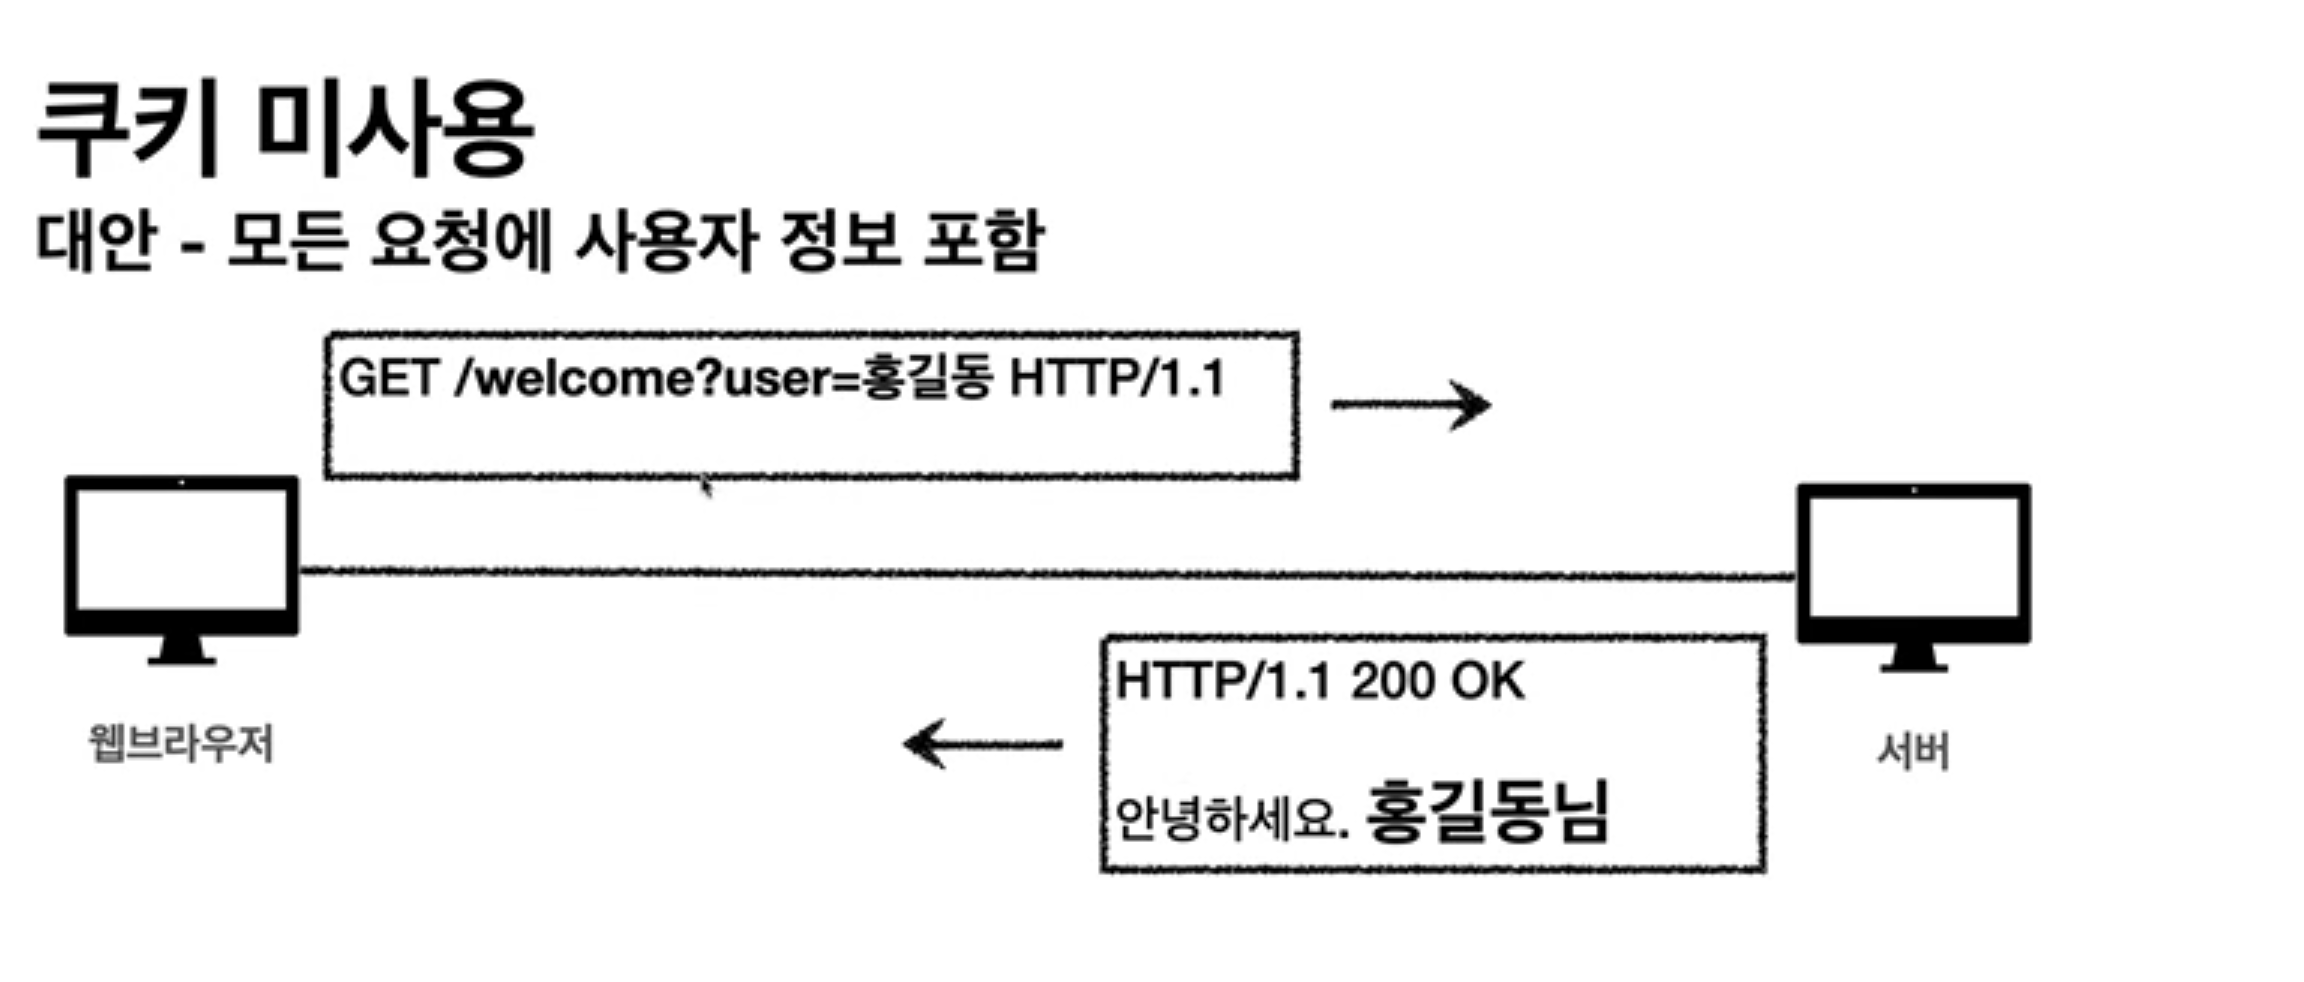 쿠키 미사용
대안 - 모든 요청에 사용자 정보 포함
GET /welcome?user=홍길동 HTTP/1.1
웹브라우저
서버
HTTP/1.1 200 OK
안녕하세요. 홍길동님